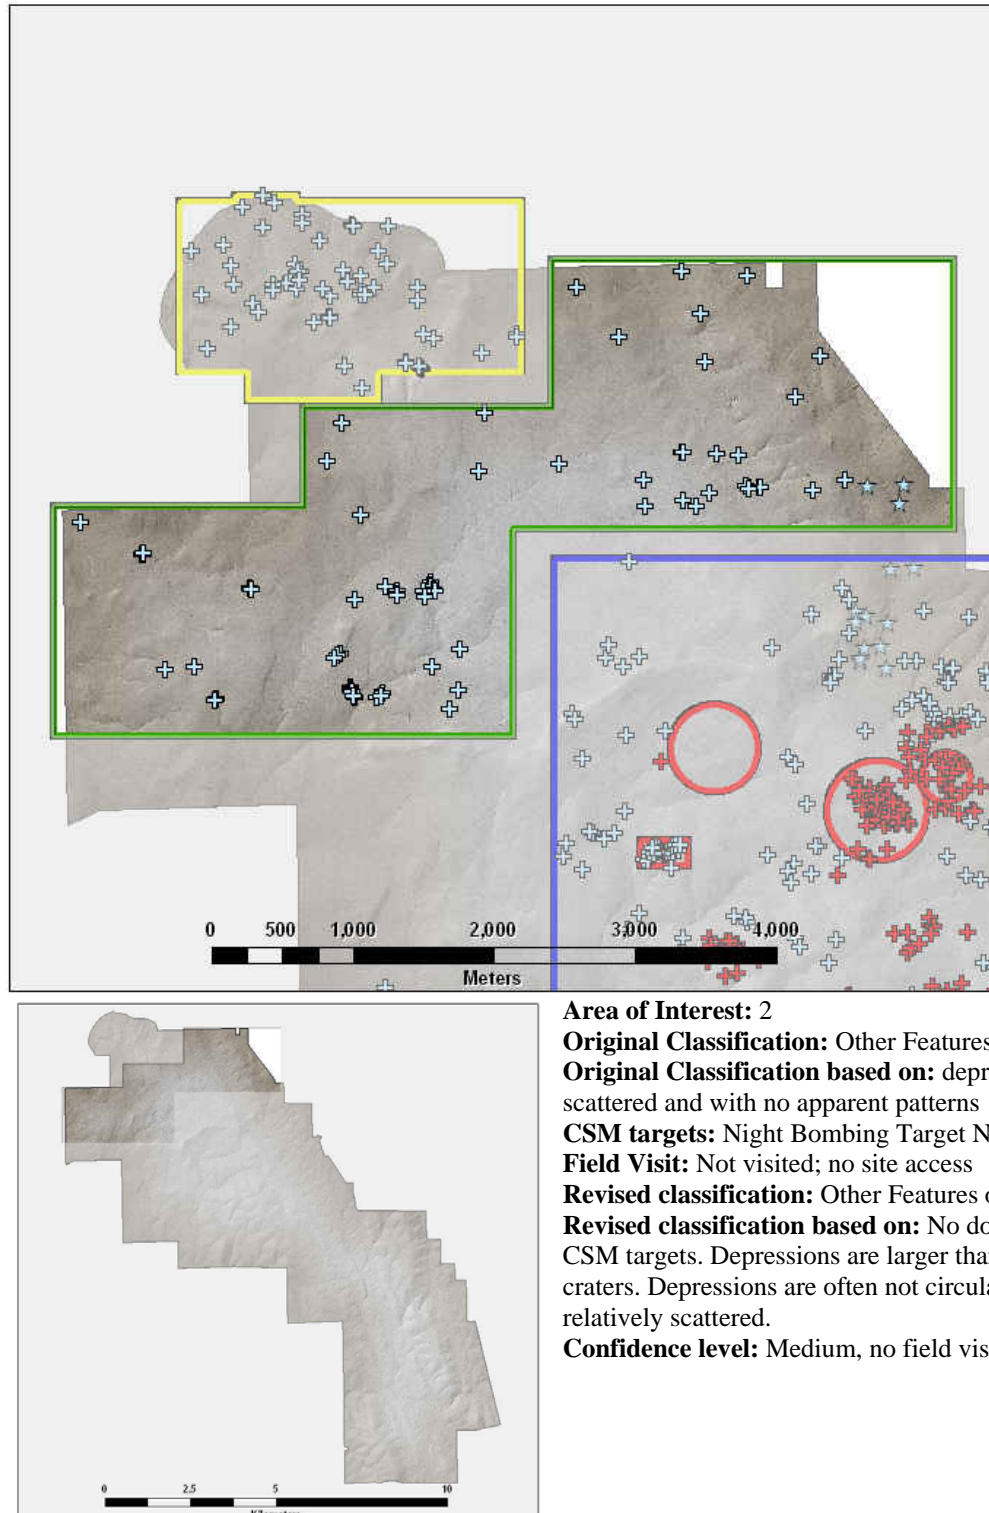 0 500 1,000 2,000 3,000 4,000
Meters
Area of Interest: 2
Original Classification: Other Features
Original Classification based on: depr
scattered and with no apparent patterns
CSM targets: Night Bombing Target N
Field Visit: Not visited; no site access
Revised classification: Other Features o
Revised classification based on: No do
CSM targets. Depressions are larger tha
craters. Depressions are often not circula
relatively scattered.
Confidence level: Medium, no field vis
0 2.5 5 10